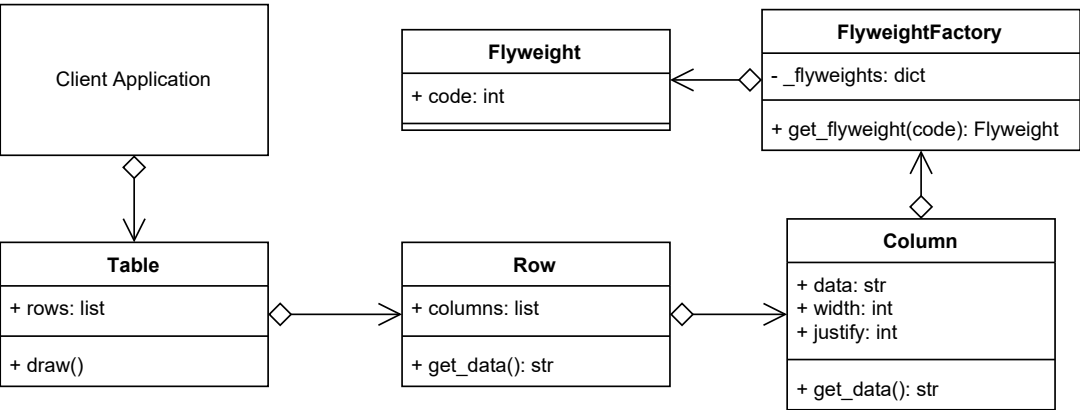 Client Application
Flyweight
+ code: int
FlyweightFactory
- _flyweights: dict
+ get_flyweight(code): Flyweight
Table
+ rows: list
+ draw()
Row
+ columns: list
+ get_data(): str
Column
+ data: str
+ width: int
+ justify: int
+ get_data(): str